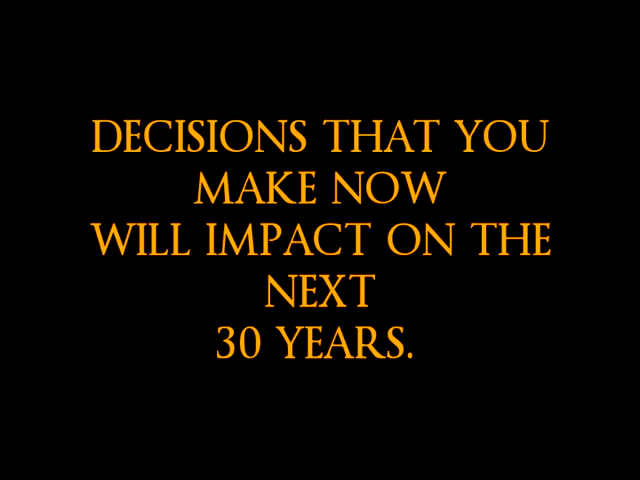 DECISIONS THAT YOU
MAKE NOW
WILL IMPACT ON THE
NEXT
30 YEARS.